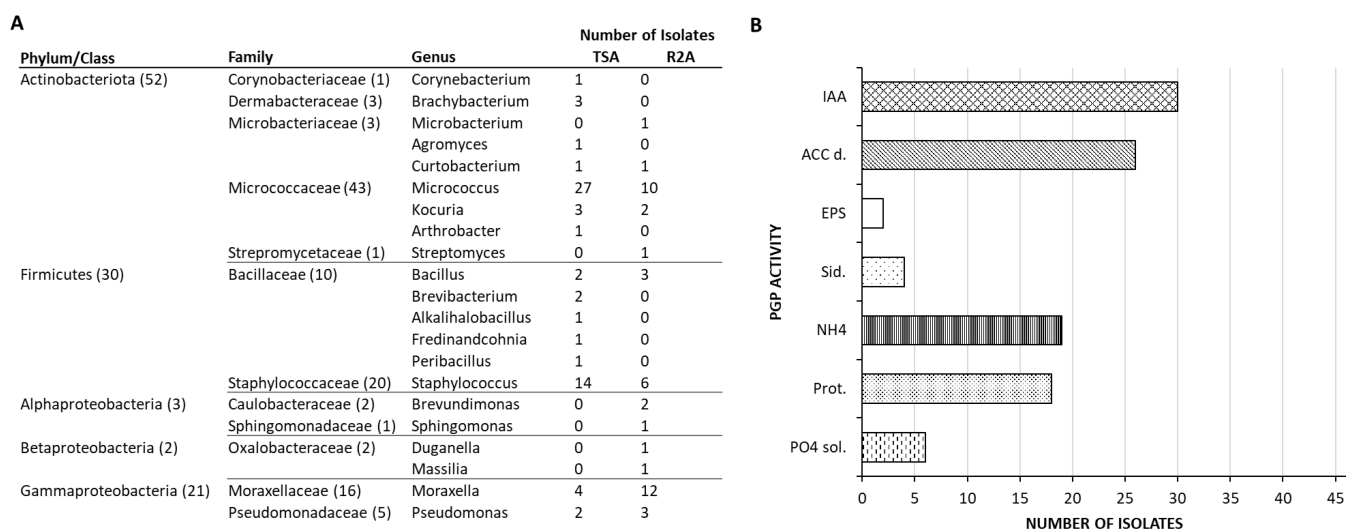 A
Number of Isolates
Phylum/Class Family Genus TSA R2A
Actinobacteriota (52) Corynobacteriaceae (1) Corynebacterium 1 0
Dermabacteraceae (3) Brachybacterium 3 0
Microbacteriaceae (3) Microbacterium 0 1
Agromyces 1 0
Curtobacterium 1 1
Micrococcaceae (43) Micrococcus 27 10
Kocuria 3 2
Arthrobacter 1 0
Strepromycetaceae (1) Streptomyces 0 1
Firmicutes (30) Bacillaceae (10) Bacillus 2 3
Brevibacterium 2 0
Alkalihalobacillus 1 0
Fredinandcohnia 1 0
Peribacillus 1 0
Staphylococcaceae (20) Staphylococcus 14 6
Alphaproteobacteria (3) Caulobacteraceae (2) Brevundimonas 0 2
Sphingomonadaceae (1) Sphingomonas 0 1
Betaproteobacteria (2) Oxalobacteraceae (2) Duganella 0 1
Massilia 0 1
Gammaproteobacteria (21) Moraxellaceae (16) Moraxella 4 12
Pseudomonadaceae (5) Pseudomonas 2 3
B
PGP ACTIVITY
IAA
ACC d.
EPS
Sid.
NH4
Prot.
PO4 sol.
0 5 10 15 20 25 30 35 40 45
NUMBER OF ISOLATES